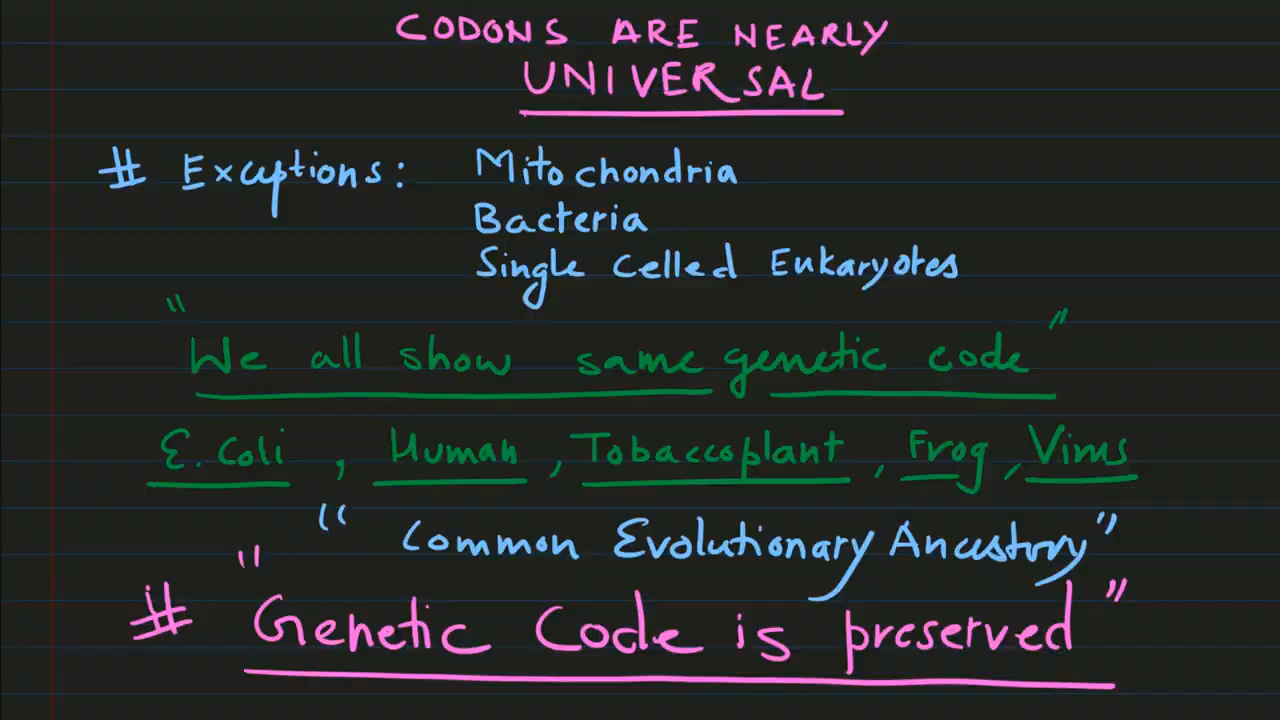 CODONS ARE NEARLY
UNIVERSAL
# Exceptions: Mitochondria
Bacteria
Single Celled Eukaryotes
"We all show same genetic code"
E. Coli, Human, Tobaccoplant, Frog, Virus
"Common Evolutionary Ancestory"
# "Genetic Code is preserved"